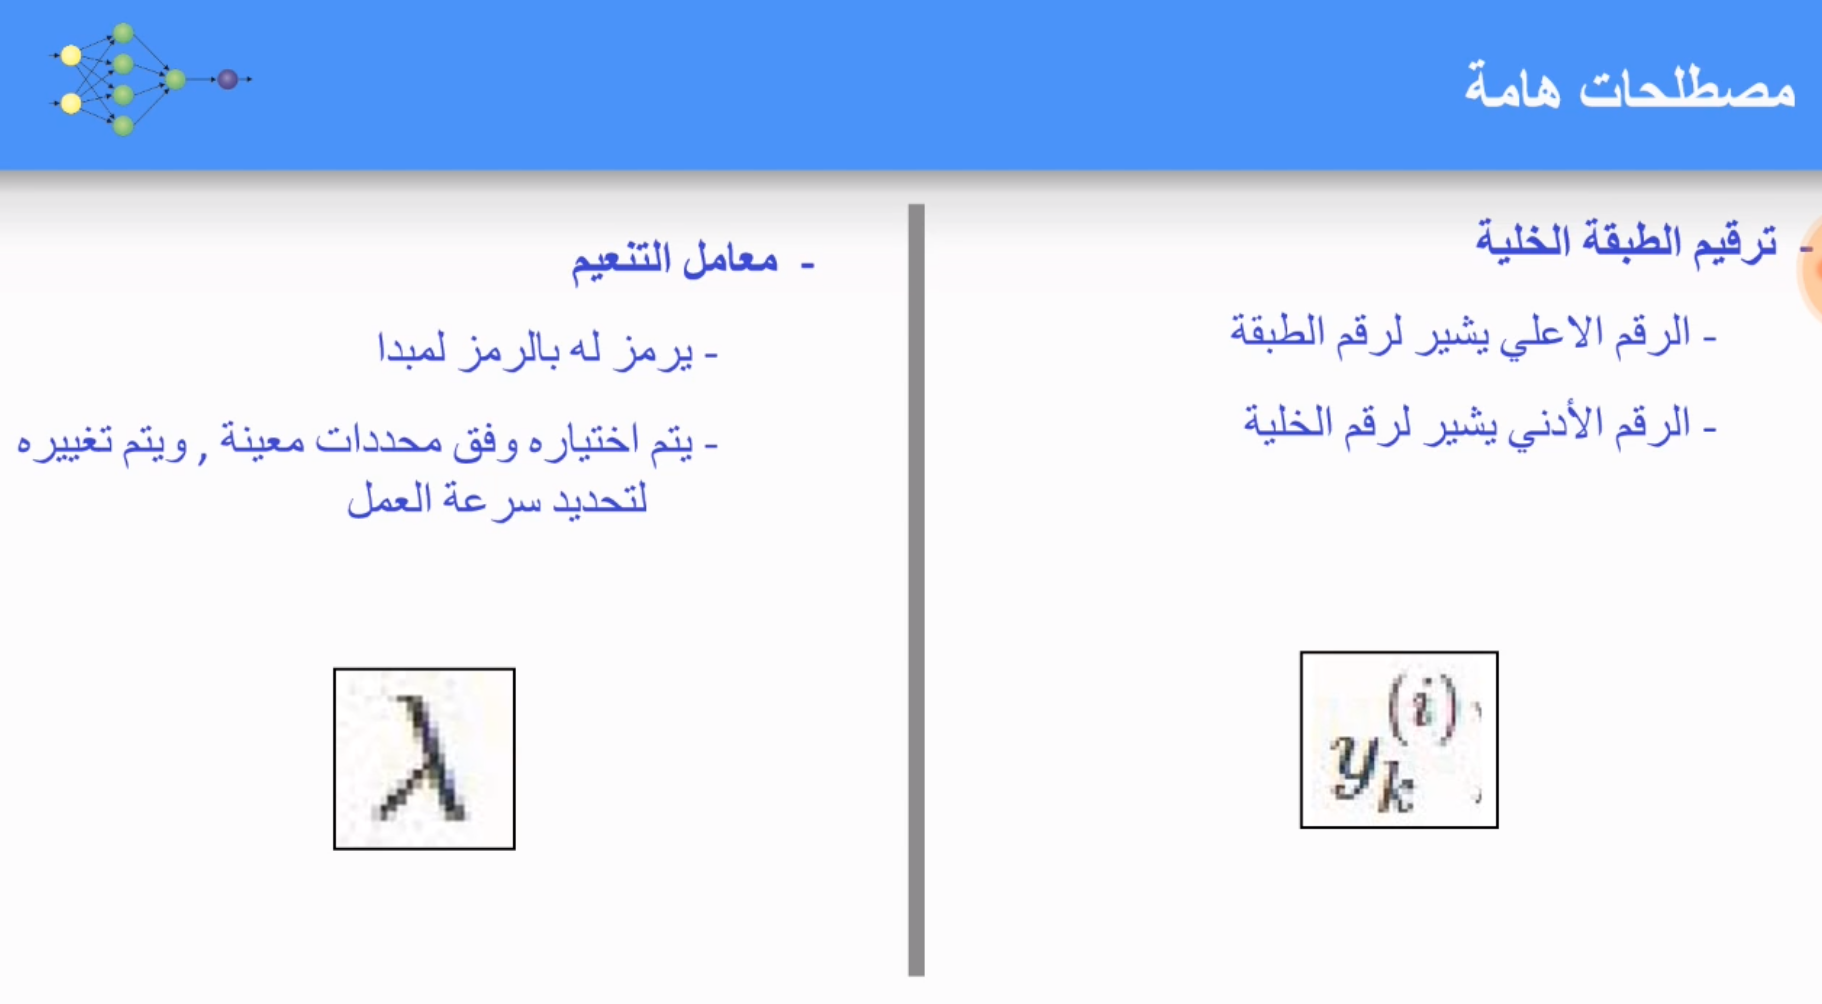 مصطلحات هامة
- ترقيم الطبقة الخلية
- الرقم الاعلي يشير لرقم الطبقة
- الرقم الأدني يشير لرقم الخلية
y_k^{(i)}
- معامل التنعيم
- يرمز له بالرمز لمبدا
- يتم اختياره وفق محددات معينة , ويتم تغييره
لتحديد سرعة العمل
λ